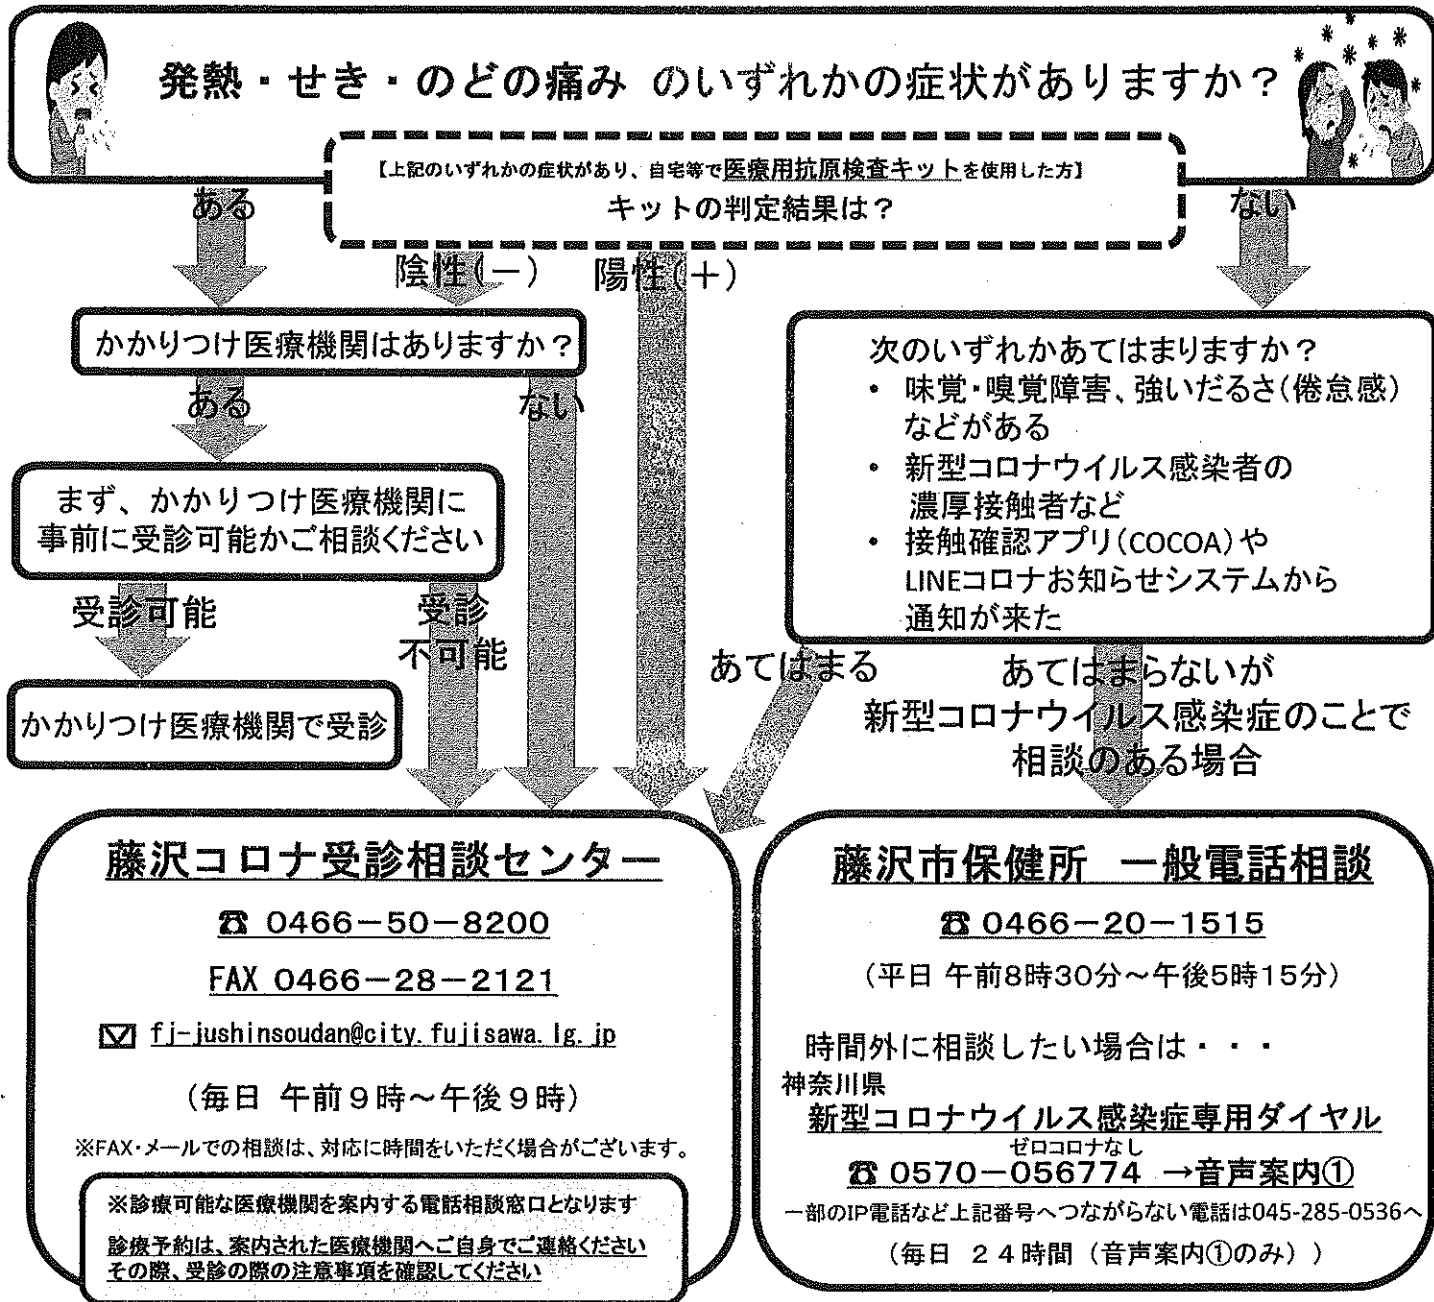 発熱・せき・のどの痛み のいずれかの症状がありますか？
【上記のいずれかの症状があり、自宅等で医療用抗原検査キットを使用した方】
キットの判定結果は？
ある
ない
陰性(－)
陽性(＋)
かかりつけ医療機関はありますか？
ある
ない
まず、かかりつけ医療機関に
事前に受診可能かご相談ください
受診可能
受診
不可能
かかりつけ医療機関で受診
次のいずれかあてはまりますか？
・ 味覚・嗅覚障害、強いだるさ(倦怠感)
などがある
・ 新型コロナウイルス感染者の
濃厚接触者など
・ 接触確認アプリ(COCOA)や
LINEコロナお知らせシステムから
通知が来た
あてはまる
あてはまらないが
新型コロナウイルス感染症のことで
相談のある場合
藤沢コロナ受診相談センター
☎ 0466－50－8200
FAX 0466－28－2121
fj-jushinsoudan@city.fujisawa.lg.jp
（毎日 午前９時～午後９時）
※FAX・メールでの相談は、対応に時間をいただく場合がございます。
※診療可能な医療機関を案内する電話相談窓口となります
診療予約は、案内された医療機関へご自身でご連絡ください
その際、受診の際の注意事項を確認してください
藤沢市保健所 一般電話相談
☎ 0466－20－1515
（平日 午前8時30分～午後5時15分）
時間外に相談したい場合は・・・
神奈川県
新型コロナウイルス感染症専用ダイヤル
ゼロコロナなし
☎ 0570－056774 →音声案内①
一部のIP電話など上記番号へつながらない電話は045-285-0536へ
（毎日 ２４時間（音声案内①のみ））